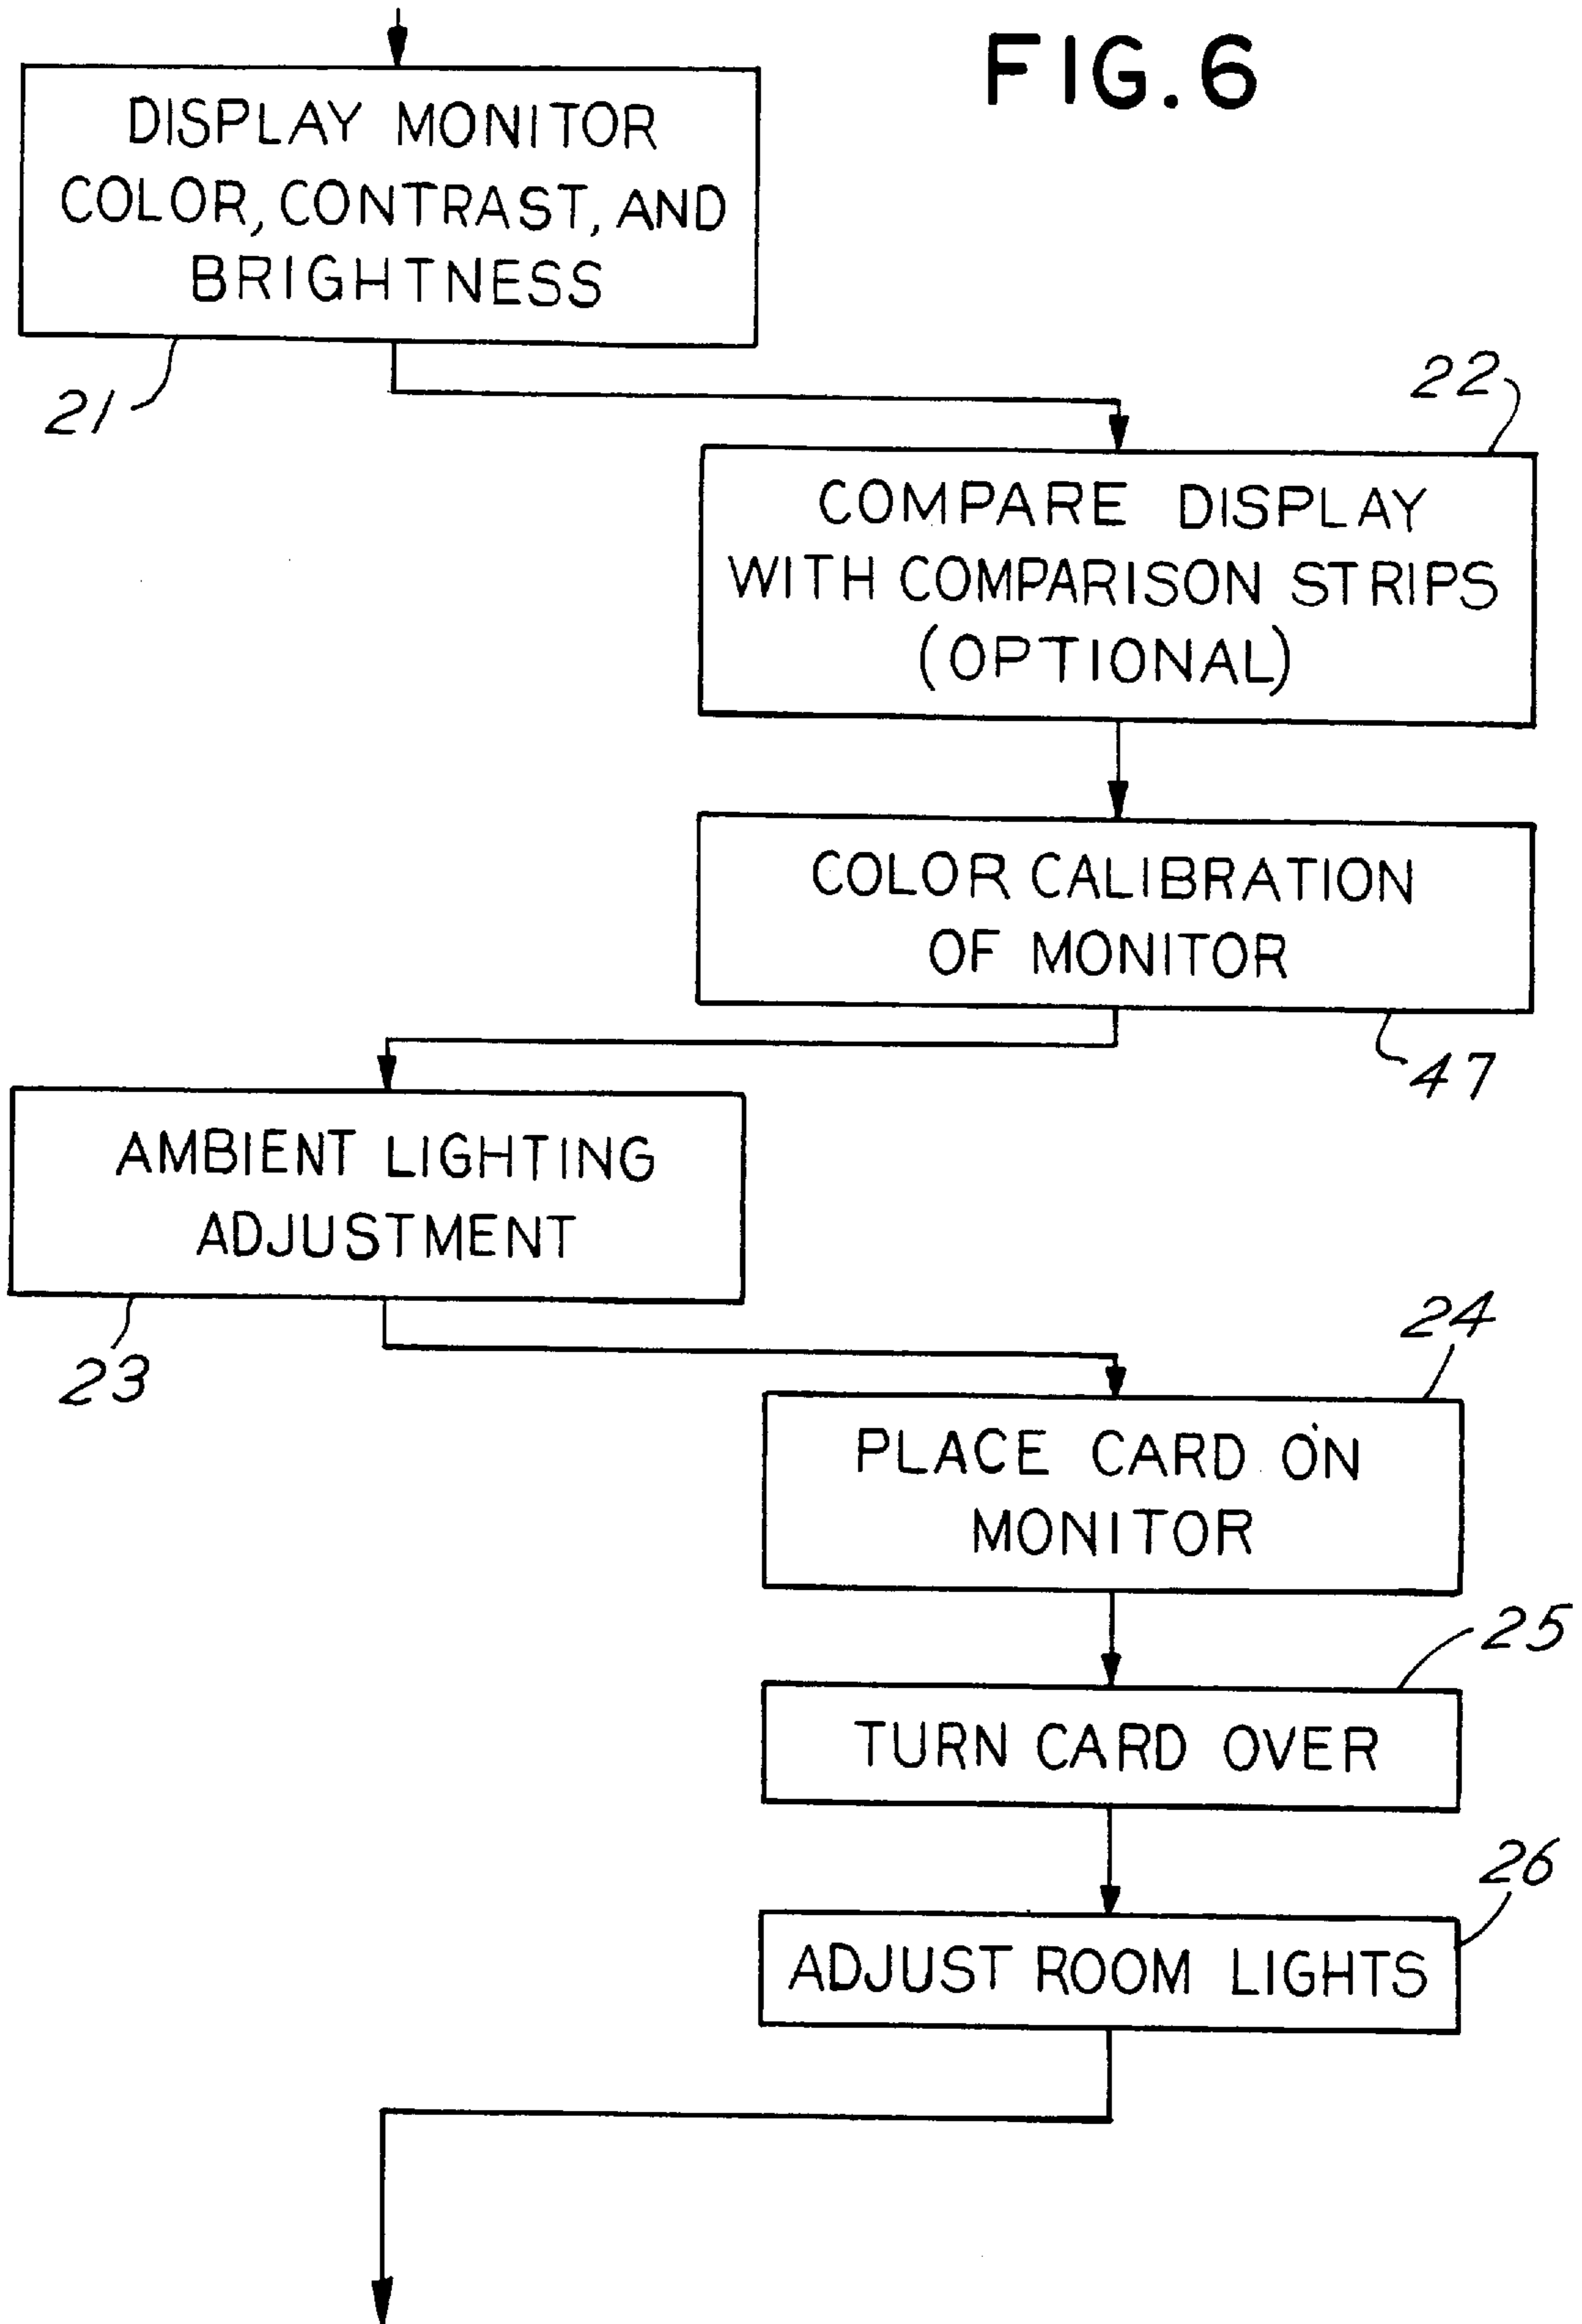 FIG. 6
DISPLAY MONITOR
COLOR, CONTRAST, AND
BRIGHTNESS
21
22
COMPARE DISPLAY
WITH COMPARISON STRIPS
(OPTIONAL)
COLOR CALIBRATION
OF MONITOR
47
AMBIENT LIGHTING
ADJUSTMENT
23
24
PLACE CARD ON
MONITOR
25
TURN CARD OVER
26
ADJUST ROOM LIGHTS